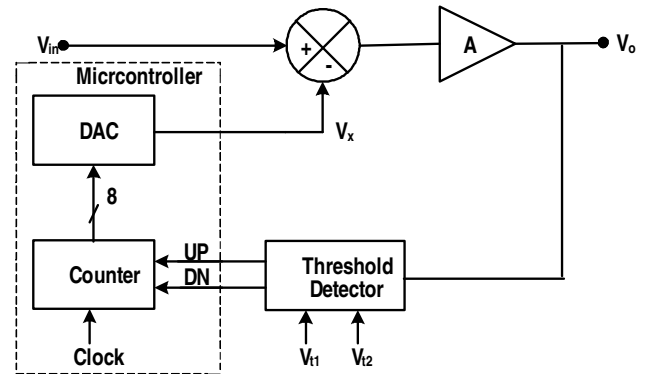 Vin
+
-
A
Vo
Micrcontroller
DAC
Vx
8
UP
DN
Counter
Threshold
Detector
Clock
Vt1
Vt2